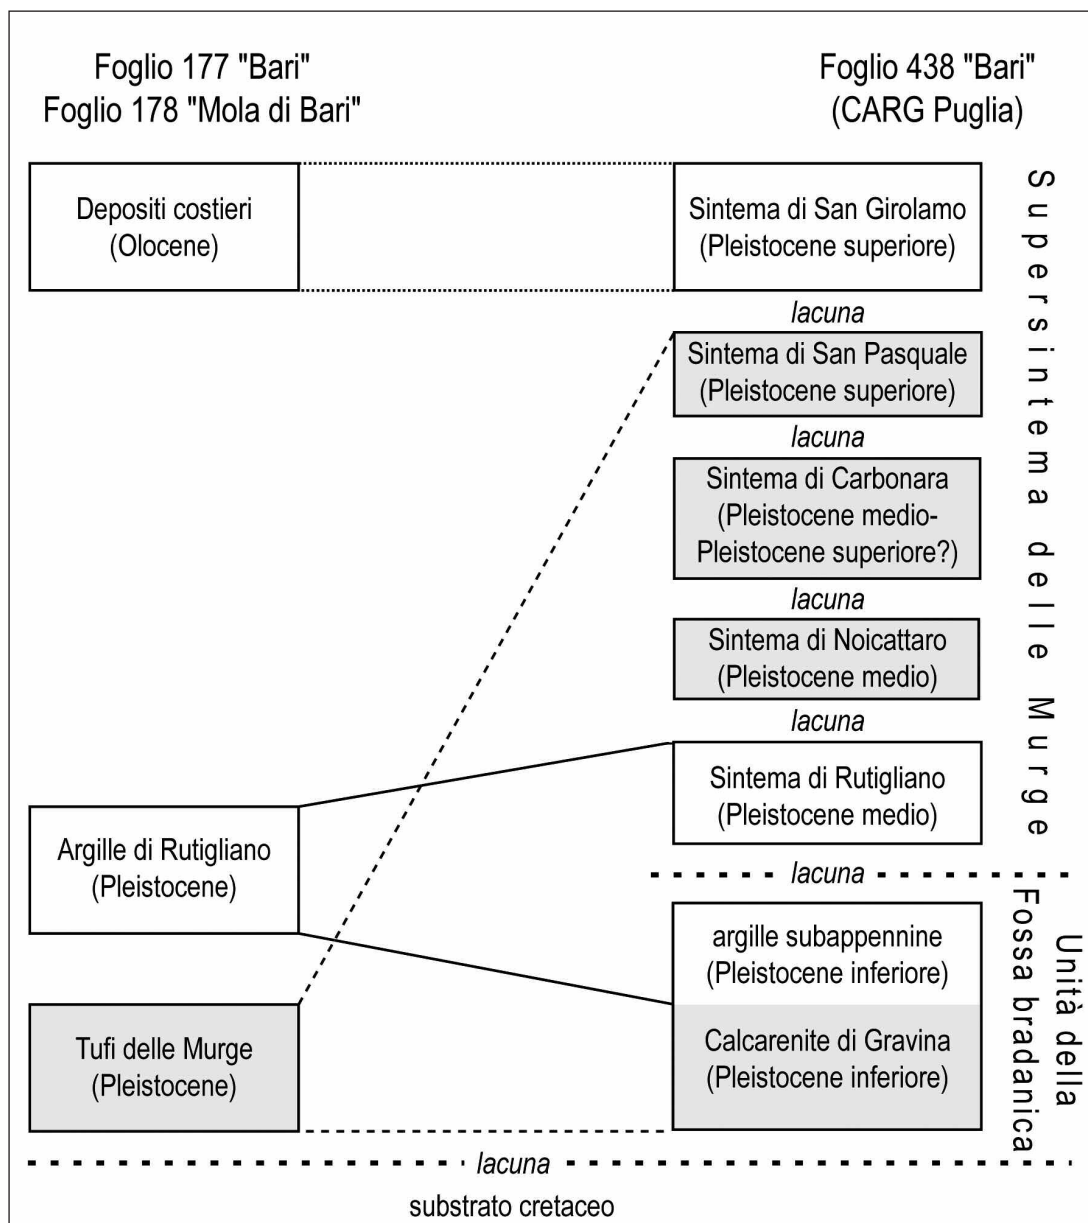 Foglio 177 "Bari"
Foglio 178 "Mola di Bari"
Foglio 438 "Bari"
(CARG Puglia)
Depositi costieri
(Olocene)
Sintema di San Girolamo
(Pleistocene superiore)
lacuna
Sintema di San Pasquale
(Pleistocene superiore)
lacuna
Sintema di Carbonara
(Pleistocene medio-
Pleistocene superiore?)
lacuna
Sintema di Noicattaro
(Pleistocene medio)
lacuna
Sintema di Rutigliano
(Pleistocene medio)
Supersintema delle Murge
Argille di Rutigliano
(Pleistocene)
lacuna
argille subappennine
(Pleistocene inferiore)
Tufi delle Murge
(Pleistocene)
Calcarenite di Gravina
(Pleistocene inferiore)
Unità della
Fossa bradanica
lacuna
substrato cretaceo